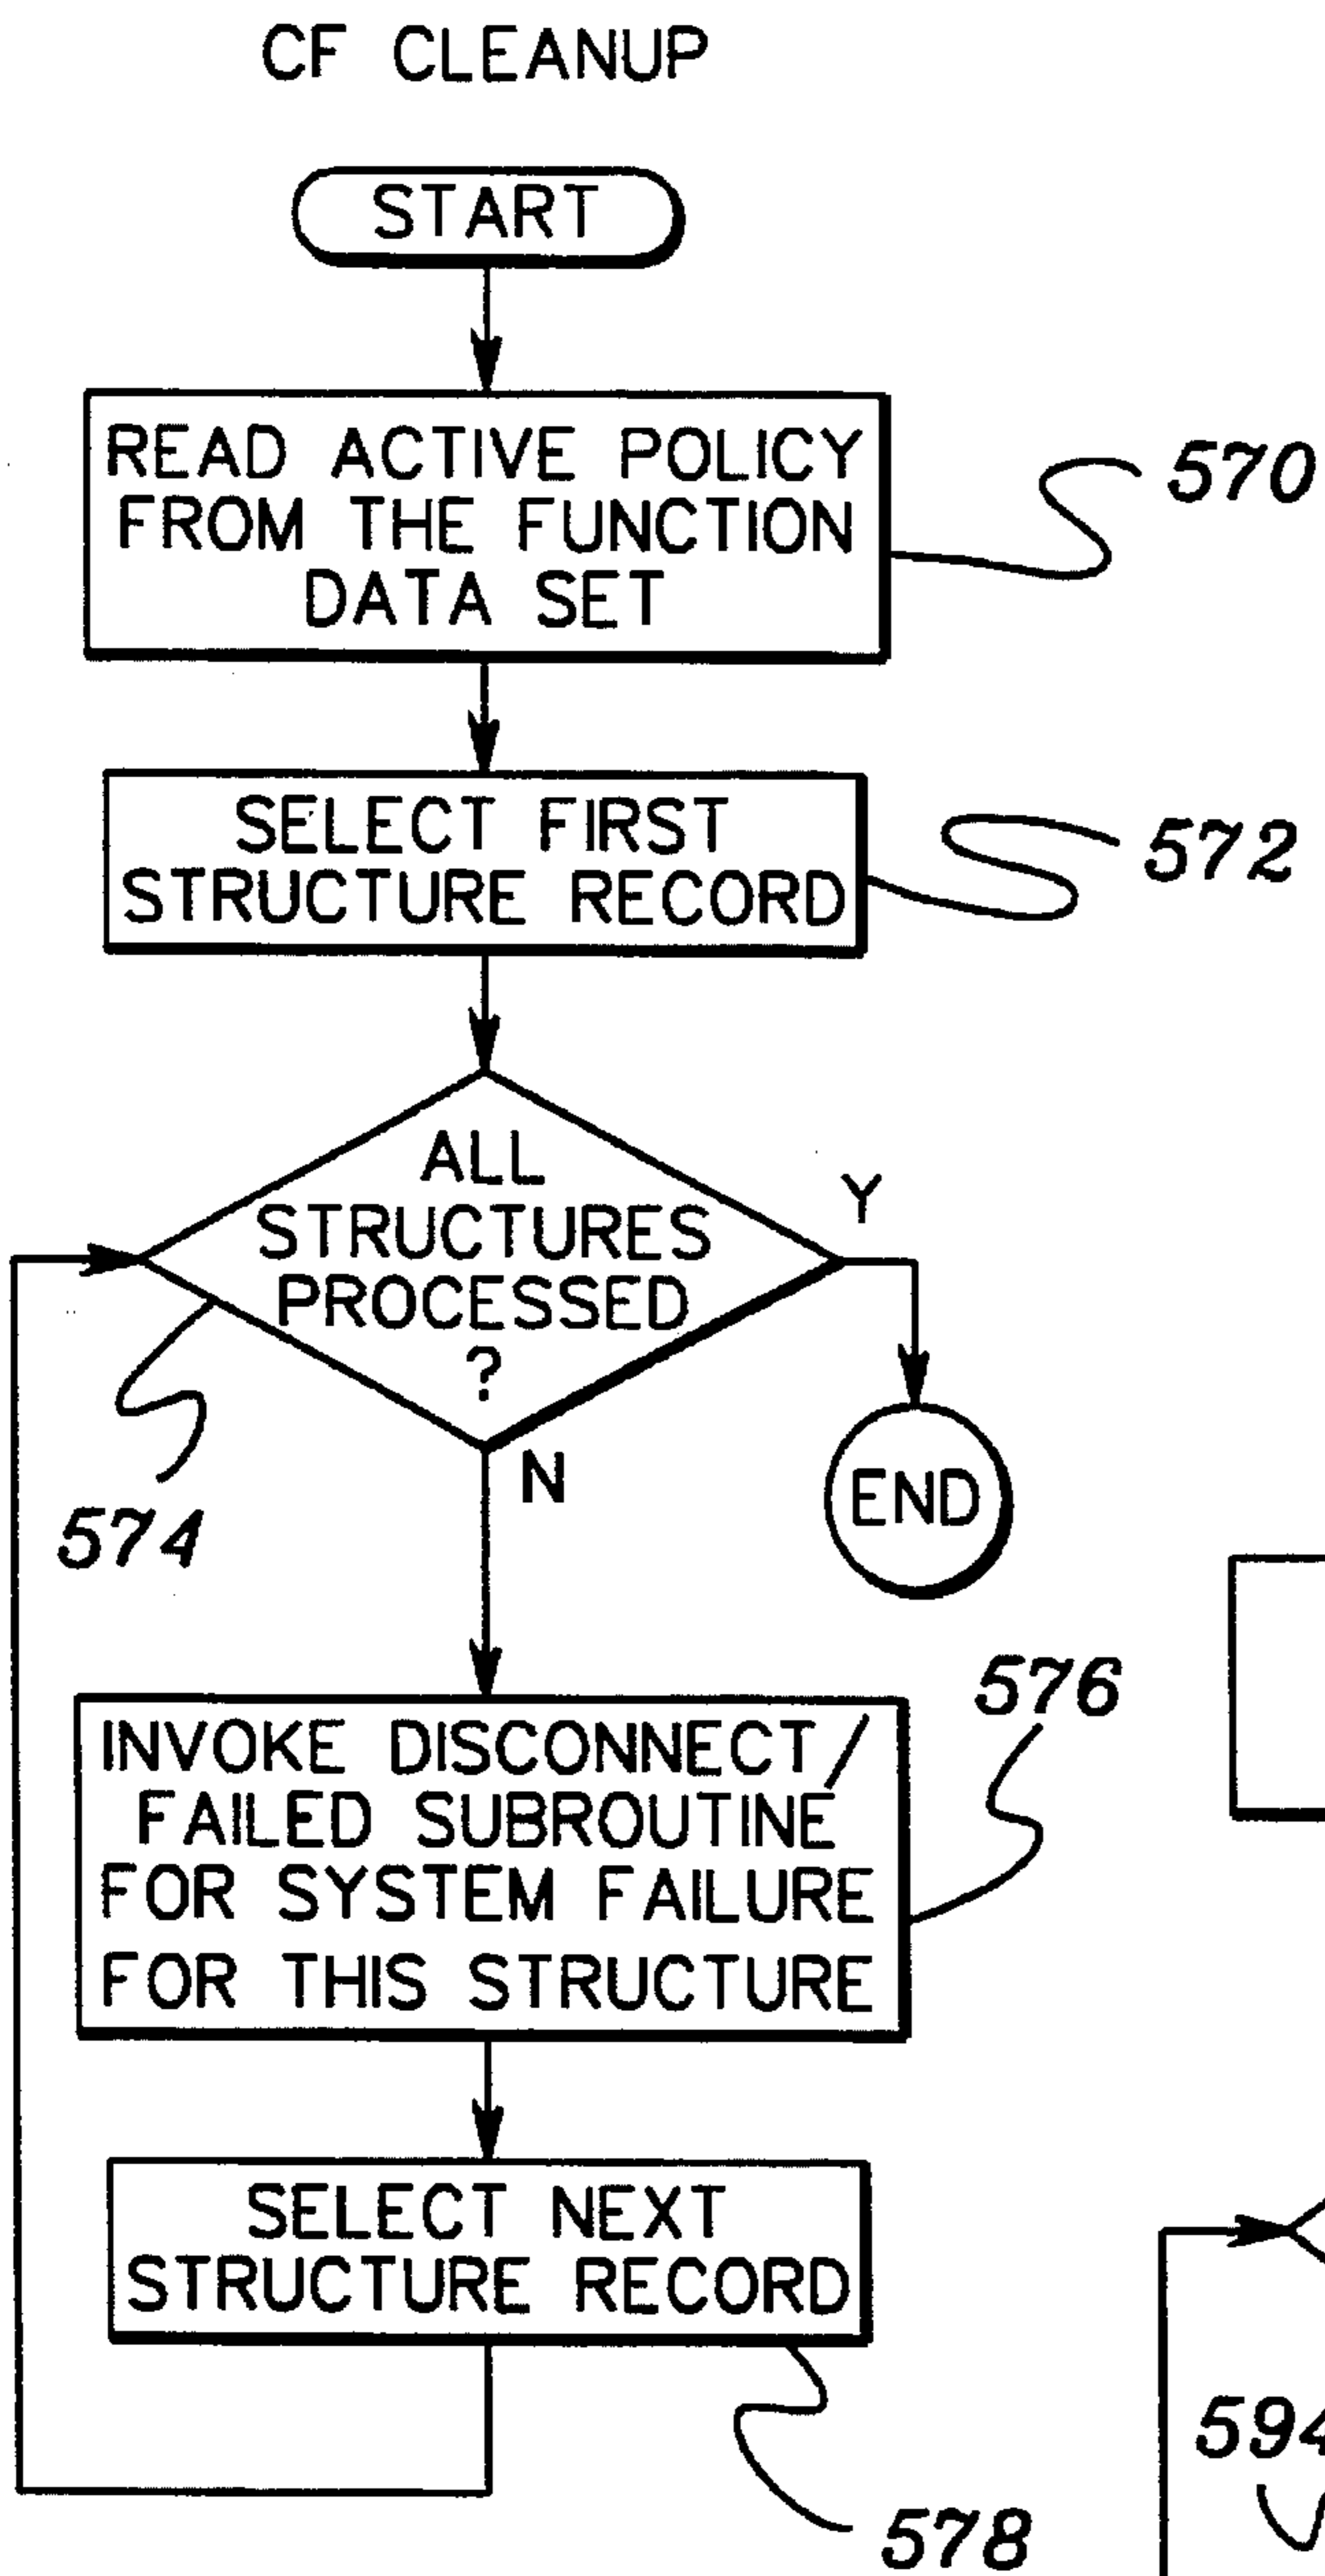 CF CLEANUP
START
READ ACTIVE POLICY
FROM THE FUNCTION
DATA SET
570
SELECT FIRST
STRUCTURE RECORD
572
ALL
STRUCTURES
PROCESSED
?
Y
N
END
574
INVOKE DISCONNECT/
FAILED SUBROUTINE
FOR SYSTEM FAILURE
FOR THIS STRUCTURE
576
SELECT NEXT
STRUCTURE RECORD
578
594